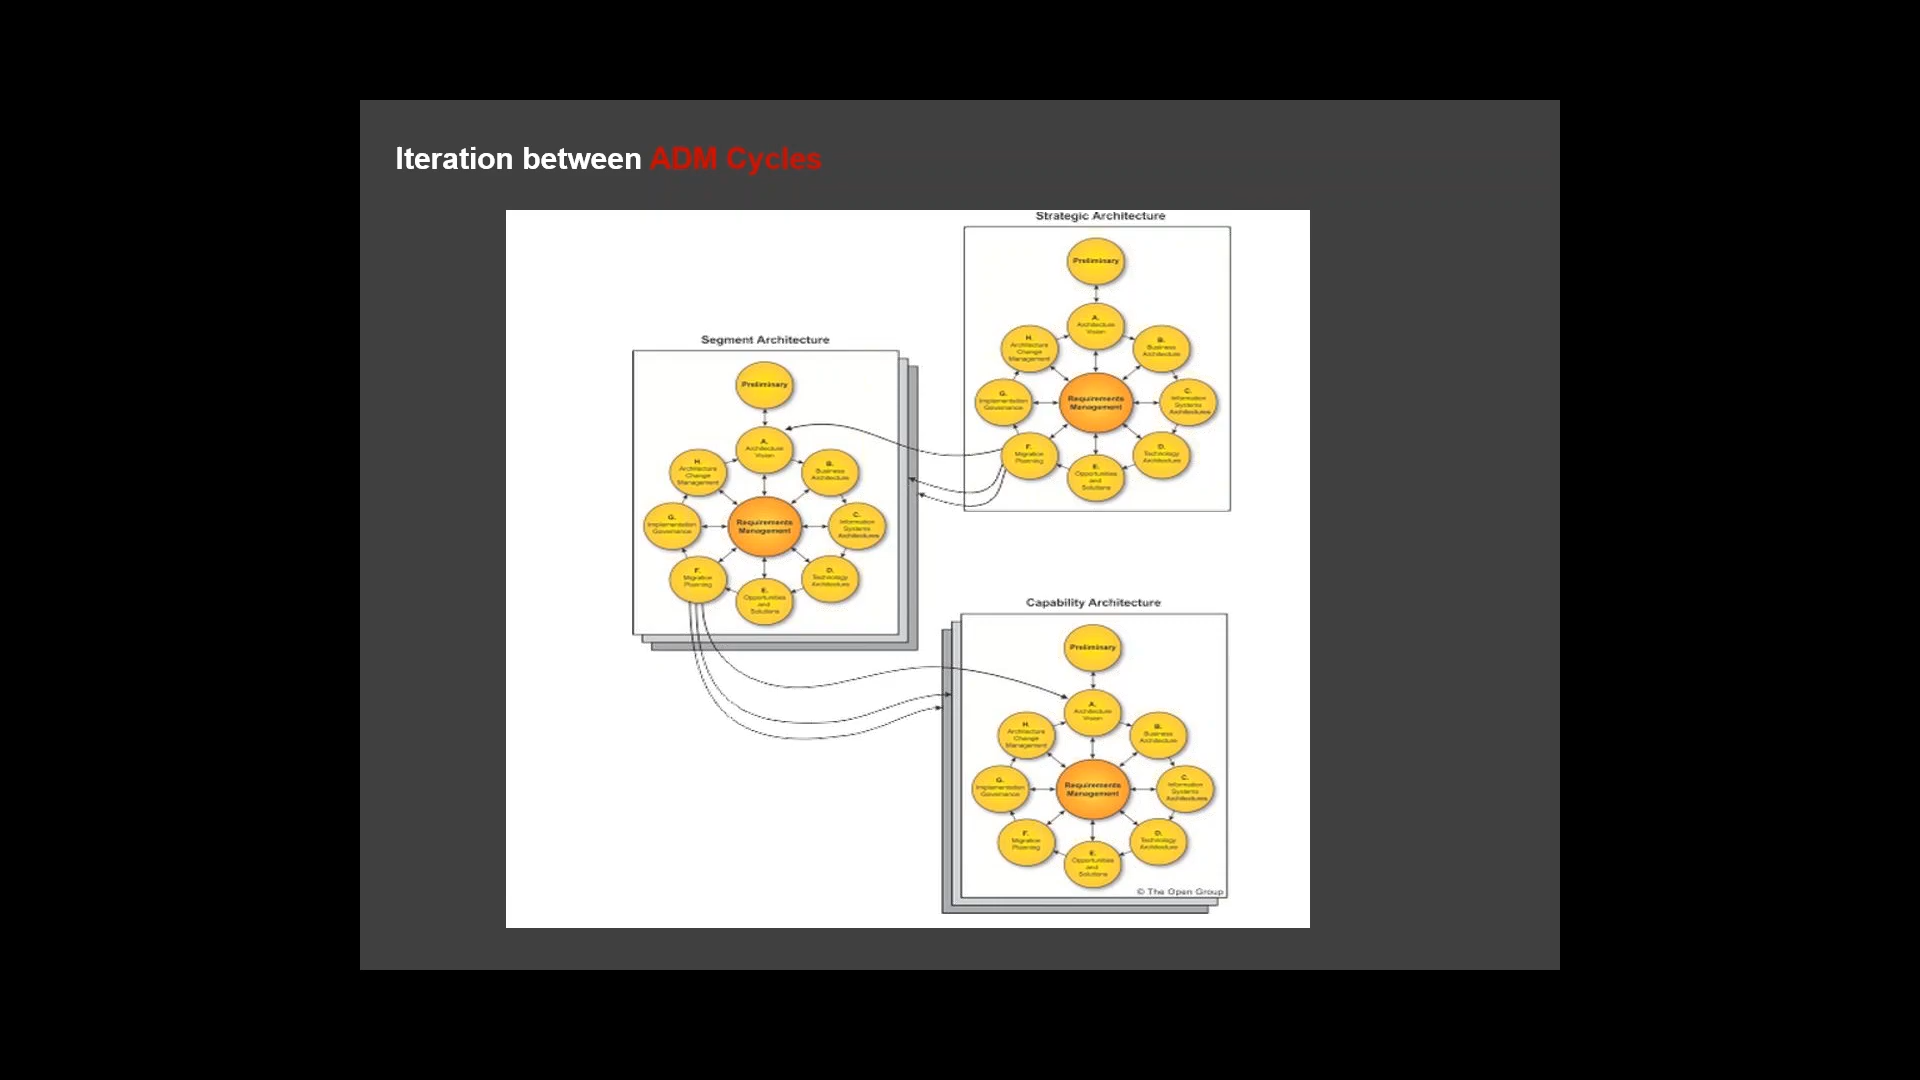 Iteration between ADM Cycles
Strategic Architecture
Preliminary
A.
Architecture
Vision
B.
Business
Architecture
C.
Information
Systems
Architectures
D.
Technology
Architecture
E.
Opportunities
and
Solutions
F.
Migration
Planning
G.
Implementation
Governance
H.
Architecture
Change
Management
Requirements
Management
Segment Architecture
Preliminary
A.
Architecture
Vision
B.
Business
Architecture
C.
Information
Systems
Architectures
D.
Technology
Architecture
E.
Opportunities
and
Solutions
F.
Migration
Planning
G.
Implementation
Governance
H.
Architecture
Change
Management
Requirements
Management
Capability Architecture
Preliminary
A.
Architecture
Vision
B.
Business
Architecture
C.
Information
Systems
Architectures
D.
Technology
Architecture
E.
Opportunities
and
Solutions
F.
Migration
Planning
G.
Implementation
Governance
H.
Architecture
Change
Management
Requirements
Management
© The Open Group